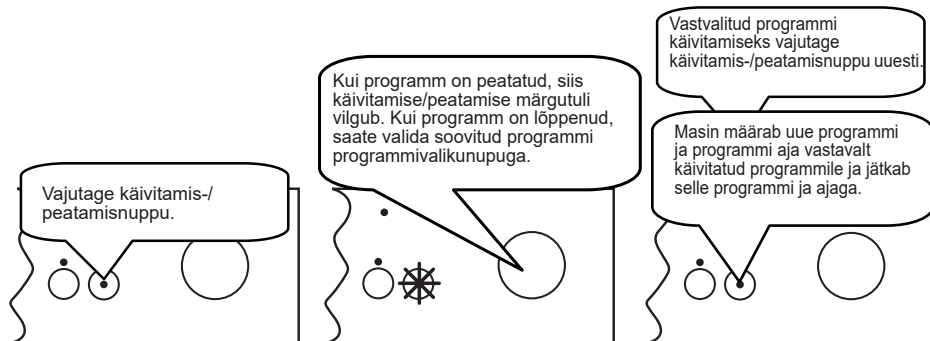 Vajutage käivitamis-/
peatamisnuppu.
Kui programm on peatatud, siis
käivitamise/peatamise märgutuli
vilgub. Kui programm on lõppenud,
saate valida soovitud programmi
programmivalikunupuga.
Vastvalitud programmi
käivitamiseks vajutage
käivitamis-/peatamisnuppu uuesti.
Masin määrab uue programmi
ja programmi aja vastavalt
käivitatud programmile ja jätkab
selle programmi ja ajaga.